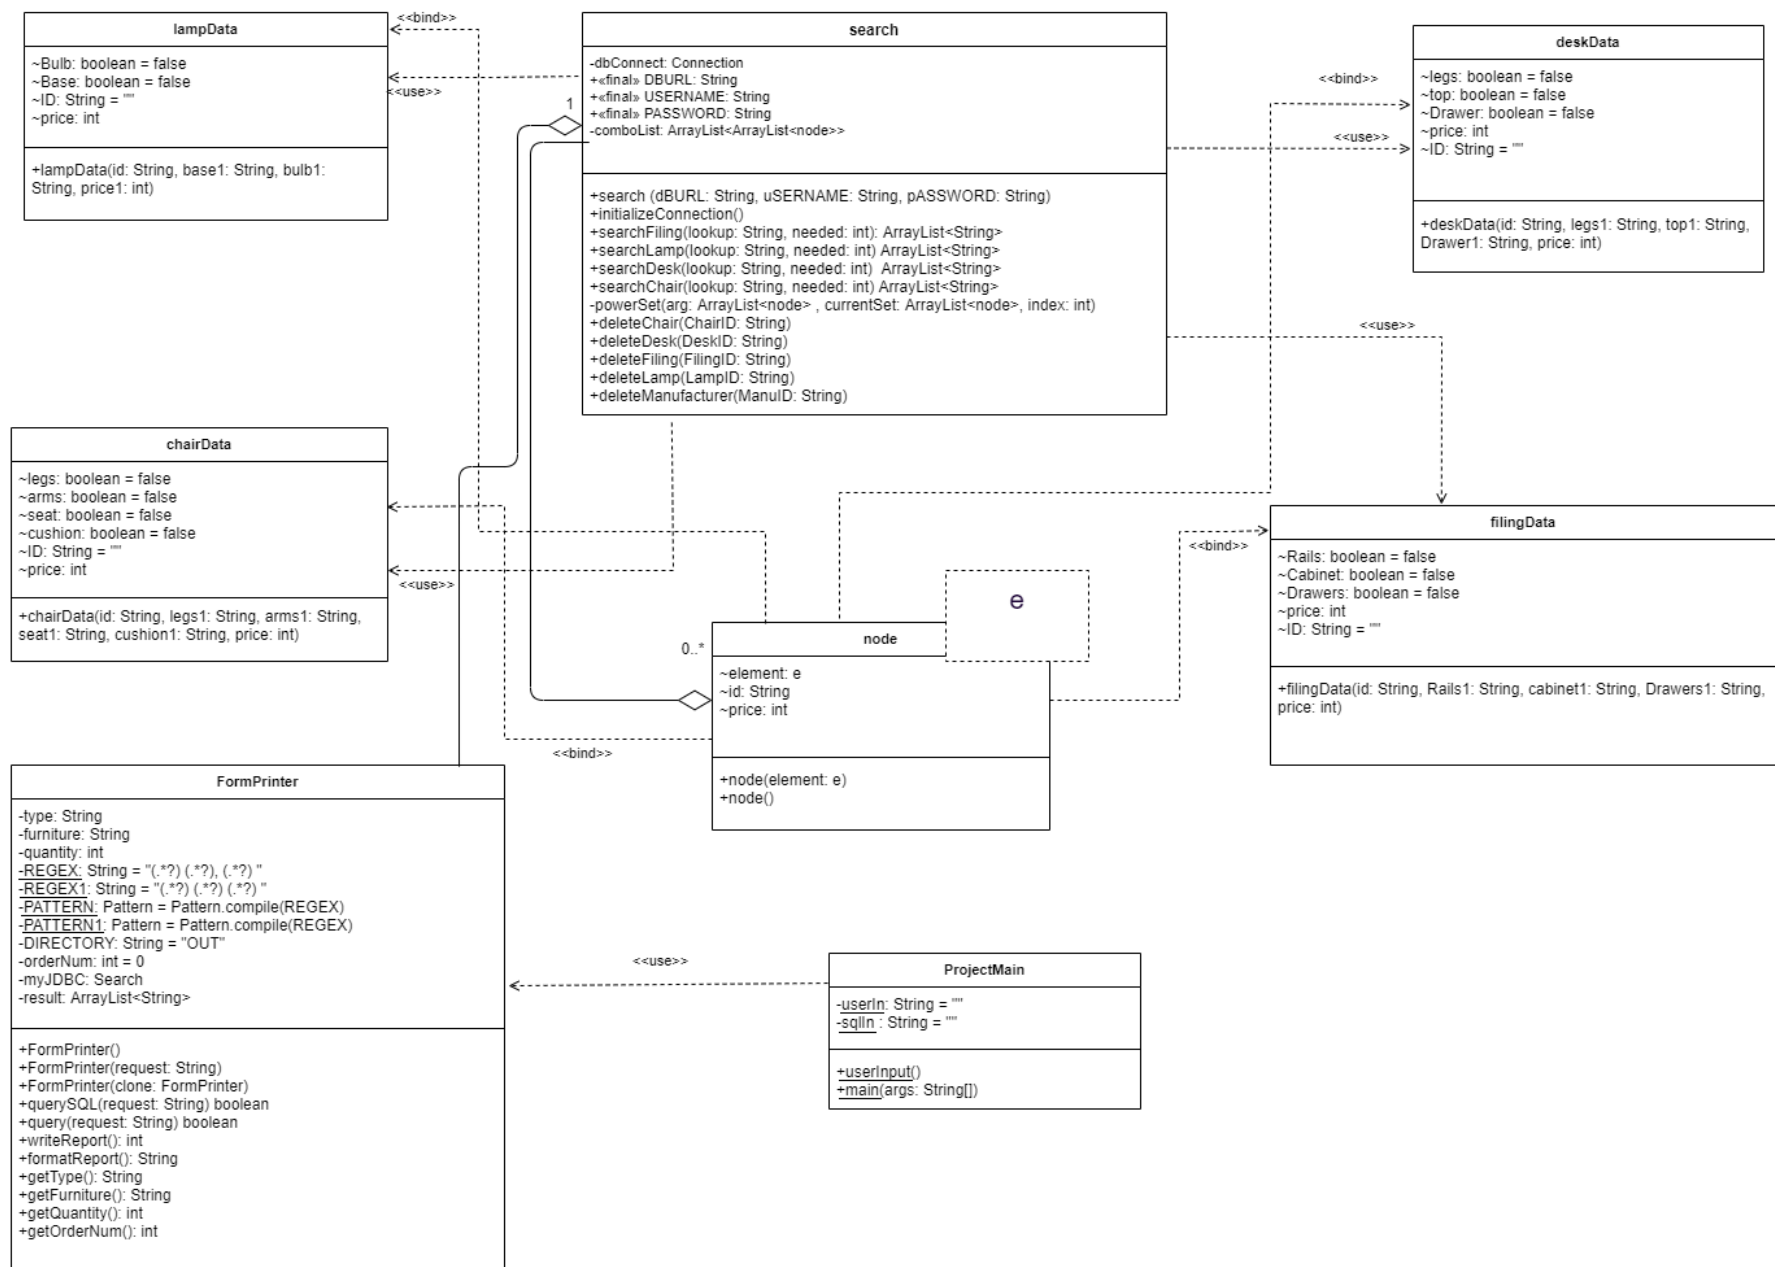 lampData
~Bulb: boolean = false
~Base: boolean = false
~ID: String = ""
~price: int
+lampData(id: String, base1: String, bulb1:
String, price1: int)
<<bind>>
<<use>>
search
-dbConnect: Connection
+«final» DBURL: String
+«final» USERNAME: String
+«final» PASSWORD: String
-comboList: ArrayList<ArrayList<node>>
1
+search (dBURL: String, uSERNAME: String, pASSWORD: String)
+initializeConnection()
+searchFiling(lookup: String, needed: int): ArrayList<String>
+searchLamp(lookup: String, needed: int) ArrayList<String>
+searchDesk(lookup: String, needed: int)  ArrayList<String>
+searchChair(lookup: String, needed: int) ArrayList<String>
-powerSet(arg: ArrayList<node> , currentSet: ArrayList<node>, index: int)
+deleteChair(ChairID: String)
+deleteDesk(DeskID: String)
+deleteFiling(FilingID: String)
+deleteLamp(LampID: String)
+deleteManufacturer(ManuID: String)
<<bind>>
<<use>>
<<use>>
deskData
~legs: boolean = false
~top: boolean = false
~Drawer: boolean = false
~price: int
~ID: String = ""
+deskData(id: String, legs1: String, top1: String,
Drawer1: String, price: int)
chairData
~legs: boolean = false
~arms: boolean = false
~seat: boolean = false
~cushion: boolean = false
~ID: String = ""
~price: int
+chairData(id: String, legs1: String, arms1: String,
seat1: String, cushion1: String, price: int)
<<use>>
<<bind>>
<<bind>>
filingData
~Rails: boolean = false
~Cabinet: boolean = false
~Drawers: boolean = false
~price: int
~ID: String = ""
+filingData(id: String, Rails1: String, cabinet1: String, Drawers1: String,
price: int)
e
0..*
node
~element: e
~id: String
~price: int
+node(element: e)
+node()
FormPrinter
-type: String
-furniture: String
-quantity: int
-REGEX: String = "(.*?) (.*?), (.*?) "
-REGEX1: String = "(.*?) (.*?) (.*?) "
-PATTERN: Pattern = Pattern.compile(REGEX)
-PATTERN1: Pattern = Pattern.compile(REGEX)
-DIRECTORY: String = "OUT"
-orderNum: int = 0
-myJDBC: Search
-result: ArrayList<String>
+FormPrinter()
+FormPrinter(request: String)
+FormPrinter(clone: FormPrinter)
+querySQL(request: String) boolean
+query(request: String) boolean
+writeReport(): int
+formatReport(): String
+getType(): String
+getFurniture(): String
+getQuantity(): int
+getOrderNum(): int
<<use>>
ProjectMain
-userIn: String = ""
-sqlIn : String = ""
+userInput()
+main(args: String[])